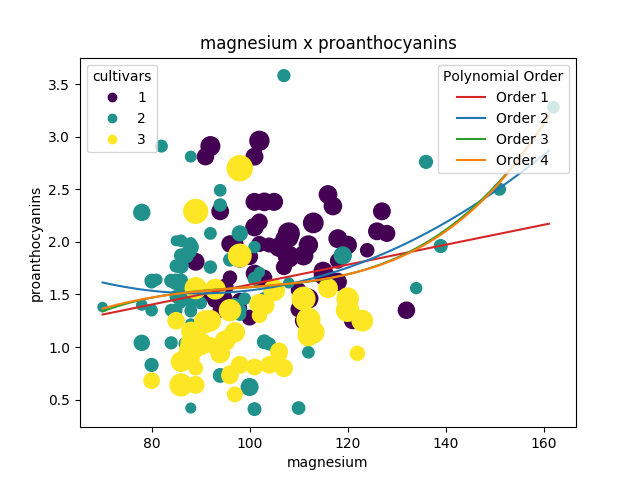 magnesium x proanthocyanins
cultivars
1
2
3
Polynomial Order
Order 1
Order 2
Order 3
Order 4
proanthocyanins
3.5
3.0
2.5
2.0
1.5
1.0
0.5
80 100 120 140 160
magnesium